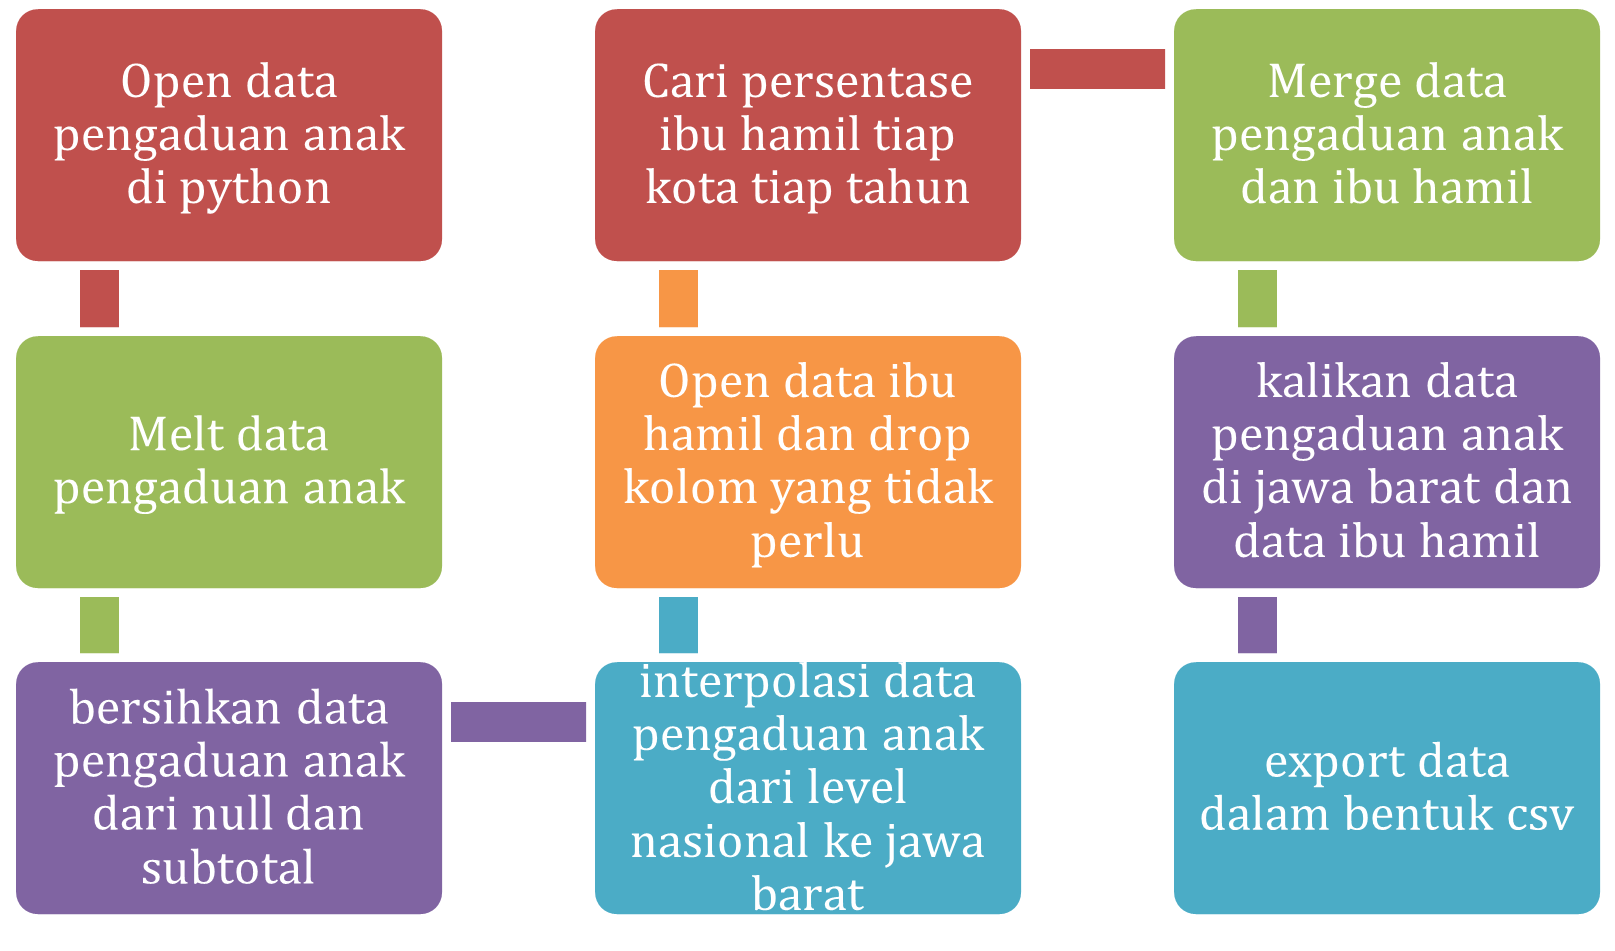 Open data
pengaduan anak
di python
Melt data
pengaduan anak
bersihkan data
pengaduan anak
dari null dan
subtotal
interpolasi data
pengaduan anak
dari level
nasional ke jawa
barat
Open data ibu
hamil dan drop
kolom yang tidak
perlu
Cari persentase
ibu hamil tiap
kota tiap tahun
Merge data
pengaduan anak
dan ibu hamil
kalikan data
pengaduan anak
di jawa barat dan
data ibu hamil
export data
dalam bentuk csv